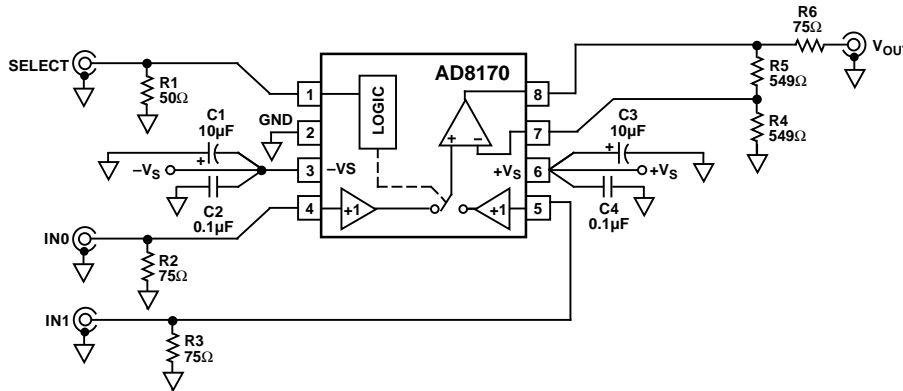 SELECT
R1
50Ω
GND
C1
10µF
+
–VS
C2
0.1µF
IN0
R2
75Ω
IN1
R3
75Ω
AD8170
LOGIC
1
2
3
4
–VS
+1
+
–
+VS
+1
8
7
6
5
C3
10µF
+
+VS
C4
0.1µF
R6
75Ω
VOUT
R5
549Ω
R4
549Ω